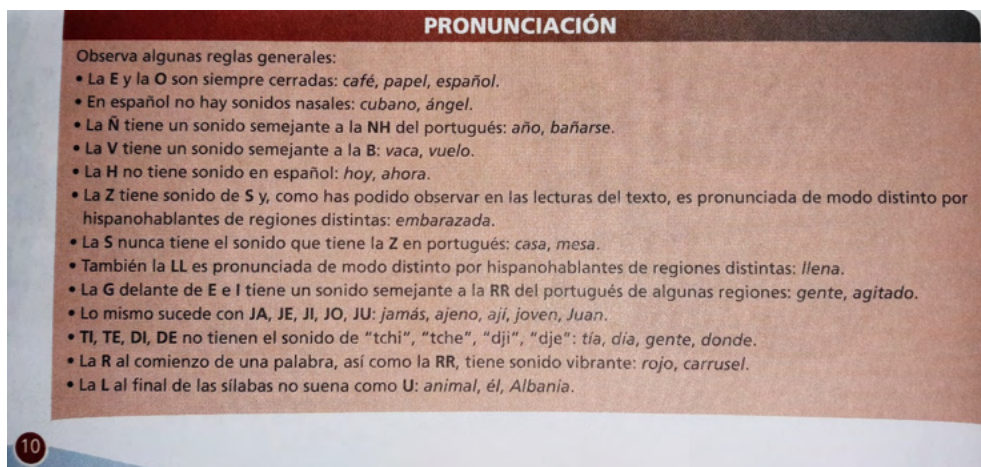 PRONUNCIACIÓN
Observa algunas reglas generales:
• La E y la O son siempre cerradas: café, papel, español.
• En español no hay sonidos nasales: cubano, ángel.
• La Ñ tiene un sonido semejante a la NH del portugués: año, bañarse.
• La V tiene un sonido semejante a la B: vaca, vuelo.
• La H no tiene sonido en español: hoy, ahora.
• La Z tiene sonido de S y, como has podido observar en las lecturas del texto, es pronunciada de modo distinto por
hispanohablantes de regiones distintas: embarazada.
• La S nunca tiene el sonido que tiene la Z en portugués: casa, mesa.
• También la LL es pronunciada de modo distinto por hispanohablantes de regiones distintas: llena.
• La G delante de E e I tiene un sonido semejante a la RR del portugués de algunas regiones: gente, agitado.
• Lo mismo sucede con JA, JE, JI, JO, JU: jamás, ajeno, ají, joven, Juan.
• TI, TE, DI, DE no tienen el sonido de “tchi”, “tche”, “dji”, “dje”: tía, día, gente, donde.
• La R al comienzo de una palabra, así como la RR, tiene sonido vibrante: rojo, carrusel.
• La L al final de las sílabas no suena como U: animal, él, Albania.
10